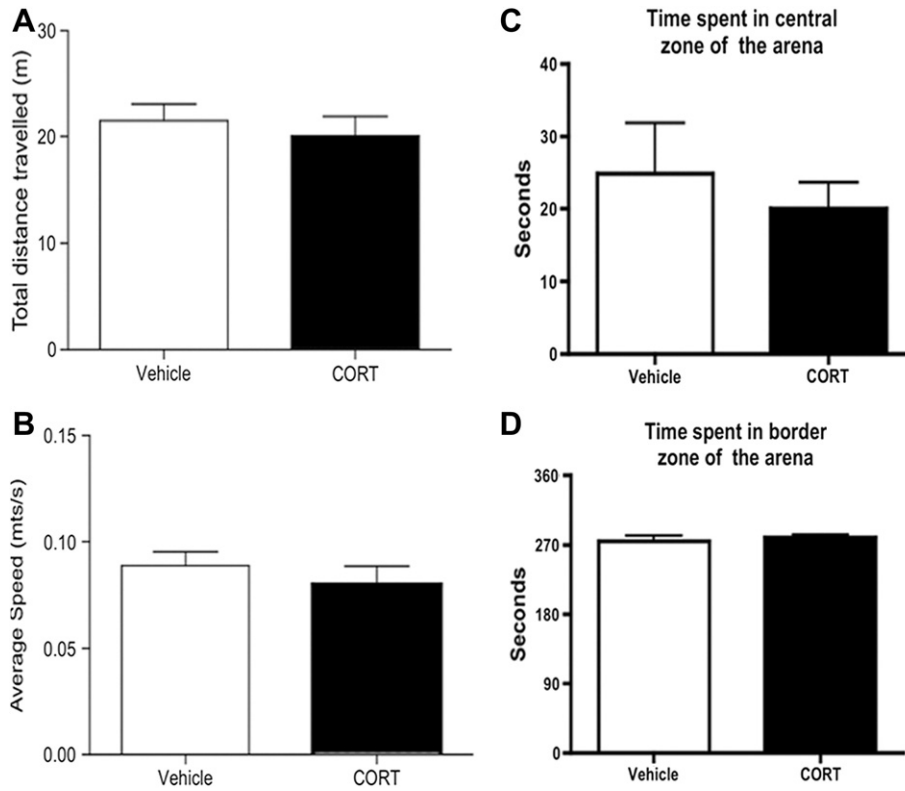 A
Total distance travelled (m)
30
20
10
0
Vehicle CORT
B
Average Speed (mts/s)
0.15
0.10
0.05
0.00
Vehicle CORT
C
Time spent in central
zone of the arena
Seconds
40
30
20
10
0
Vehicle CORT
D
Time spent in border
zone of the arena
Seconds
360
270
180
90
0
Vehicle CORT